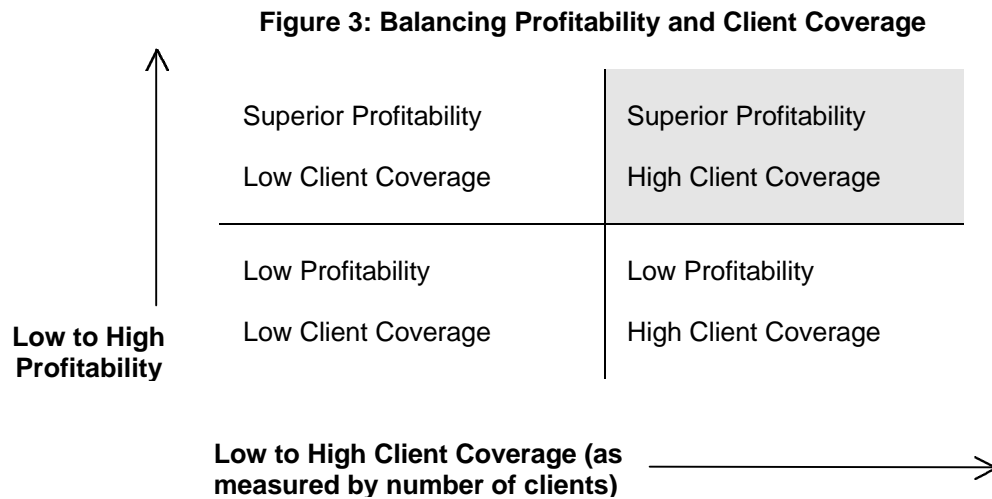 Figure 3: Balancing Profitability and Client Coverage
Superior Profitability
Low Client Coverage
Superior Profitability
High Client Coverage
Low Profitability
Low Client Coverage
Low Profitability
High Client Coverage
Low to High
Profitability
Low to High Client Coverage (as
measured by number of clients)